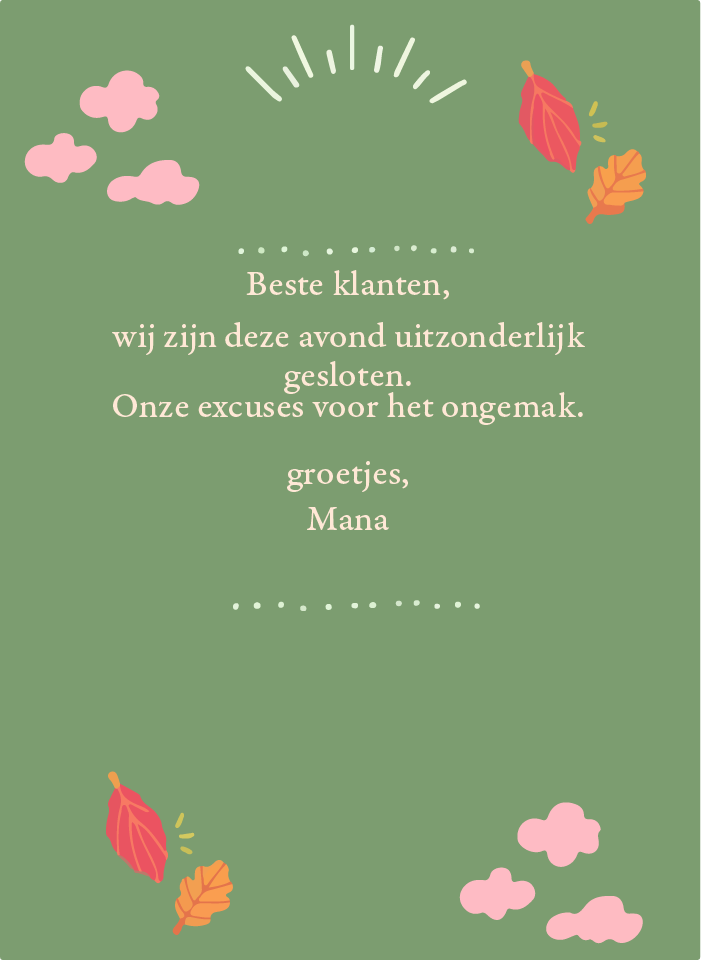 Beste klanten,
wij zijn deze avond uitzonderlijk
gesloten.
Onze excuses voor het ongemak.
groetjes,
Mana